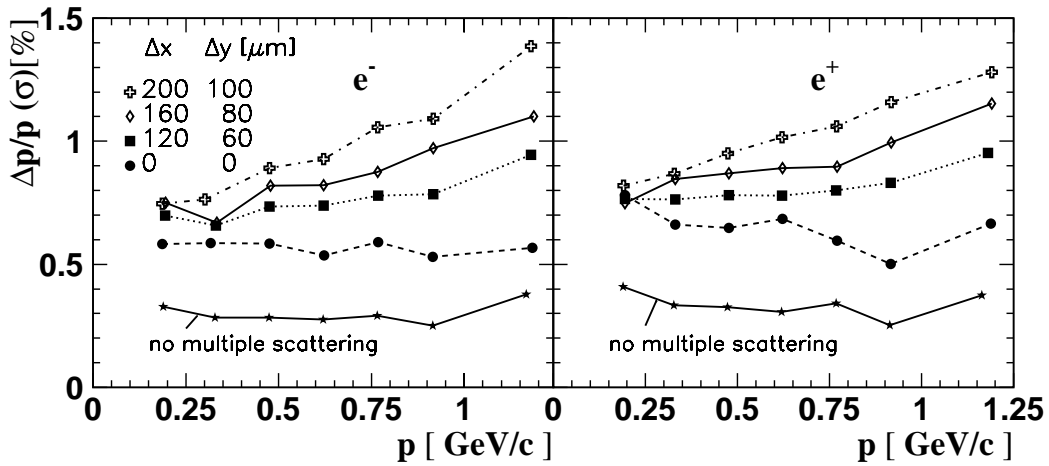 Δp/p (σ)[%]
1.5
1
0.5
0
Δx Δy [μm]
200 100
160 80
120 60
0 0
e-
e+
no multiple scattering
no multiple scattering
0 0.25 0.5 0.75 1 0 0.25 0.5 0.75 1 1.25
p [ GeV/c ] p [ GeV/c ]